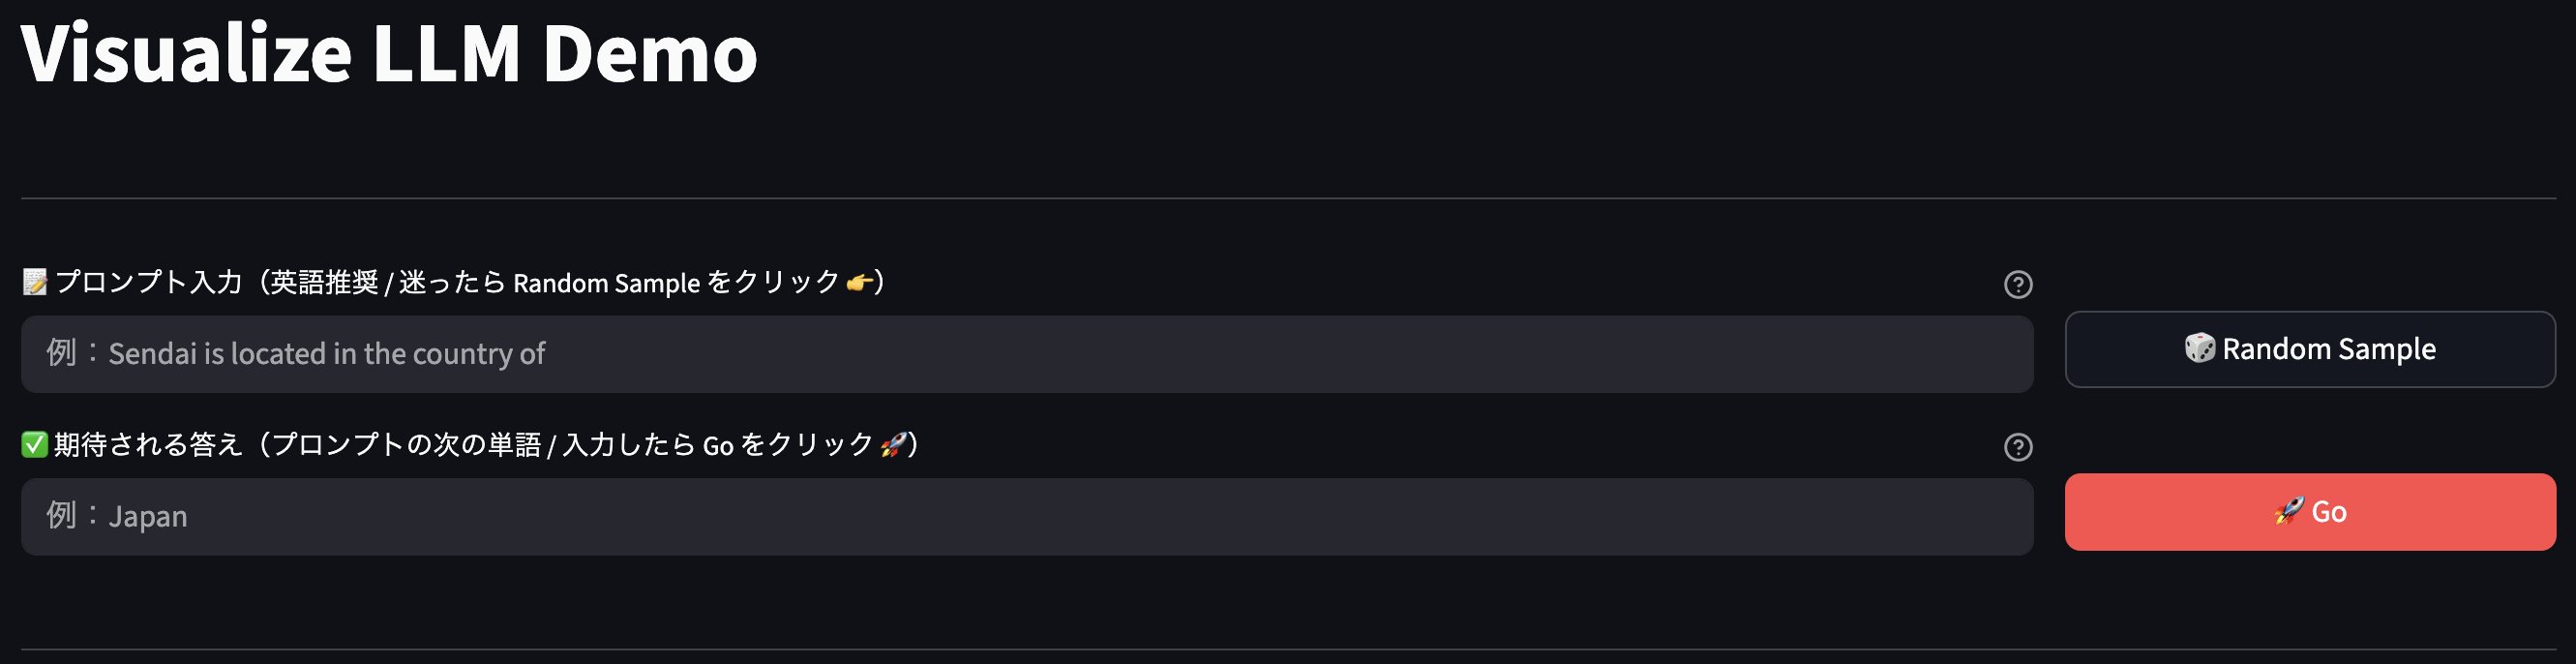 Visualize LLM Demo
📝 プロンプト入力（英語推奨 / 迷ったら Random Sample をクリック 👉）
例：Sendai is located in the country of
🎲 Random Sample
✅ 期待される答え（プロンプトの次の単語 / 入力したら Go をクリック 🚀）
例：Japan
🚀 Go